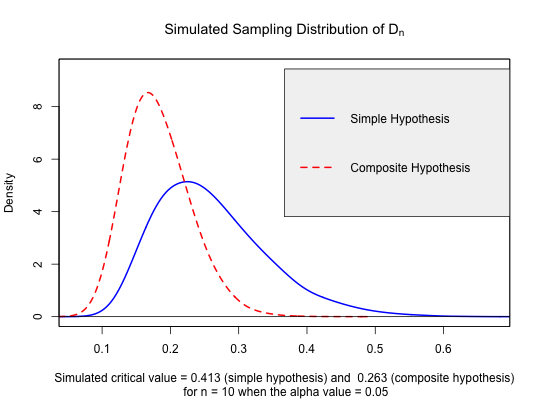 Simulated Sampling Distribution of Dn
Simple Hypothesis
Composite Hypothesis
Density
8
6
4
2
0
0.1 0.2 0.3 0.4 0.5 0.6
Simulated critical value = 0.413 (simple hypothesis) and 0.263 (composite hypothesis)
for n = 10 when the alpha value = 0.05